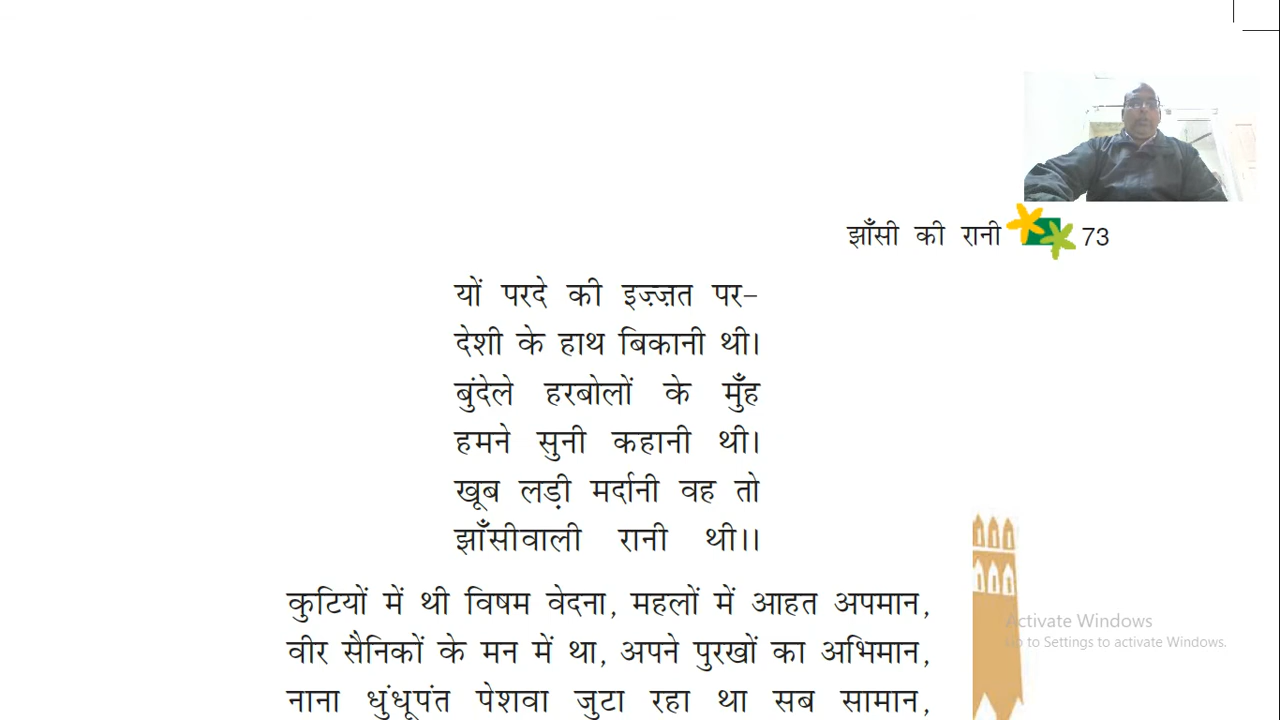 झाँसी की रानी 73
यों परदे की इज़्ज़त पर–
देशी के हाथ बिकानी थी।
बुंदेले हरबोलों के मुँह
हमने सुनी कहानी थी।
खूब लड़ी मर्दानी वह तो
झाँसीवाली रानी थी।।
कुटियों में थी विषम वेदना, महलों में आहत अपमान,
वीर सैनिकों के मन में था, अपने पुरखों का अभिमान,
नाना धुंधूपंत पेशवा जुटा रहा था सब सामान,
Activate Windows
Go to Settings to activate Windows.